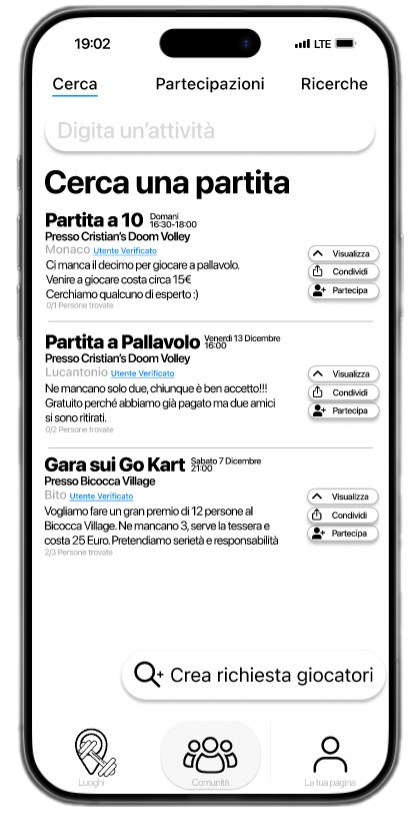 19:02
LTE
Cerca Partecipazioni Ricerche
Digita un'attività
Cerca una partita
Partita a 10 Domani
16:30-18:00
Presso Cristian's Doom Volley
Monaco Utente Verificato
Ci manca il decimo per giocare a pallavolo.
Venire a giocare costa circa 15€
Cerchiamo qualcuno di esperto :)
0/1 Persone trovate
Visualizza
Condividi
Partecipa
Partita a Pallavolo Venerdì 13 Dicembre
16:00
Presso Cristian's Doom Volley
Lucantonio Utente Verificato
Ne mancano solo due, chiunque è ben accetto!!!
Gratuito perché abbiamo già pagato ma due amici
si sono ritirati.
0/2 Persone trovate
Visualizza
Condividi
Partecipa
Gara sui Go Kart Sabato 7 Dicembre
21:00
Presso Bicocca Village
Bito Utente Verificato
Vogliamo fare un gran premio di 12 persone al
Bicocca Village. Ne mancano 3, serve la tessera e
costa 25 Euro. Pretendiamo serietà e responsabilità
2/3 Persone trovate
Visualizza
Condividi
Partecipa
Crea richiesta giocatori
Luoghi Comunità La tua pagina